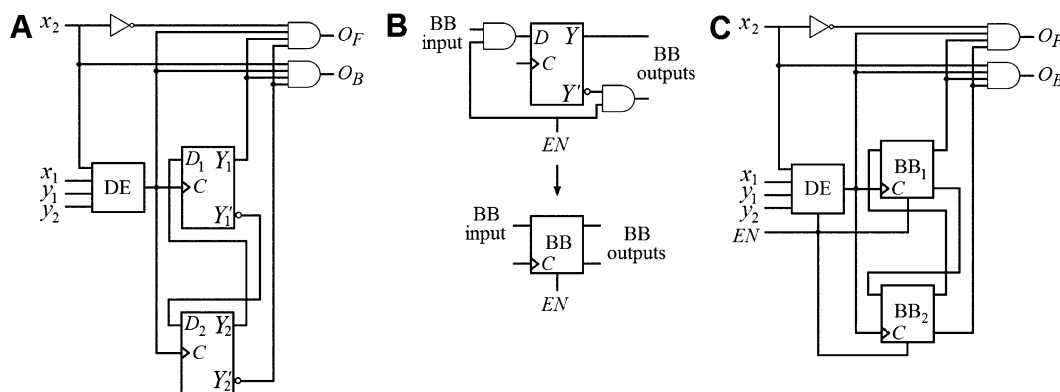 A
x2
OF
OB
x1
y1
y2
DE
D1 Y1
C
Y1'
D2 Y2
C
Y2'
B
BB
input
D Y
C
Y'
BB
outputs
EN
BB
input
BB
C
BB
outputs
EN
C
x2
OF
OB
x1
y1
y2
EN
DE
BB1
C
BB2
C